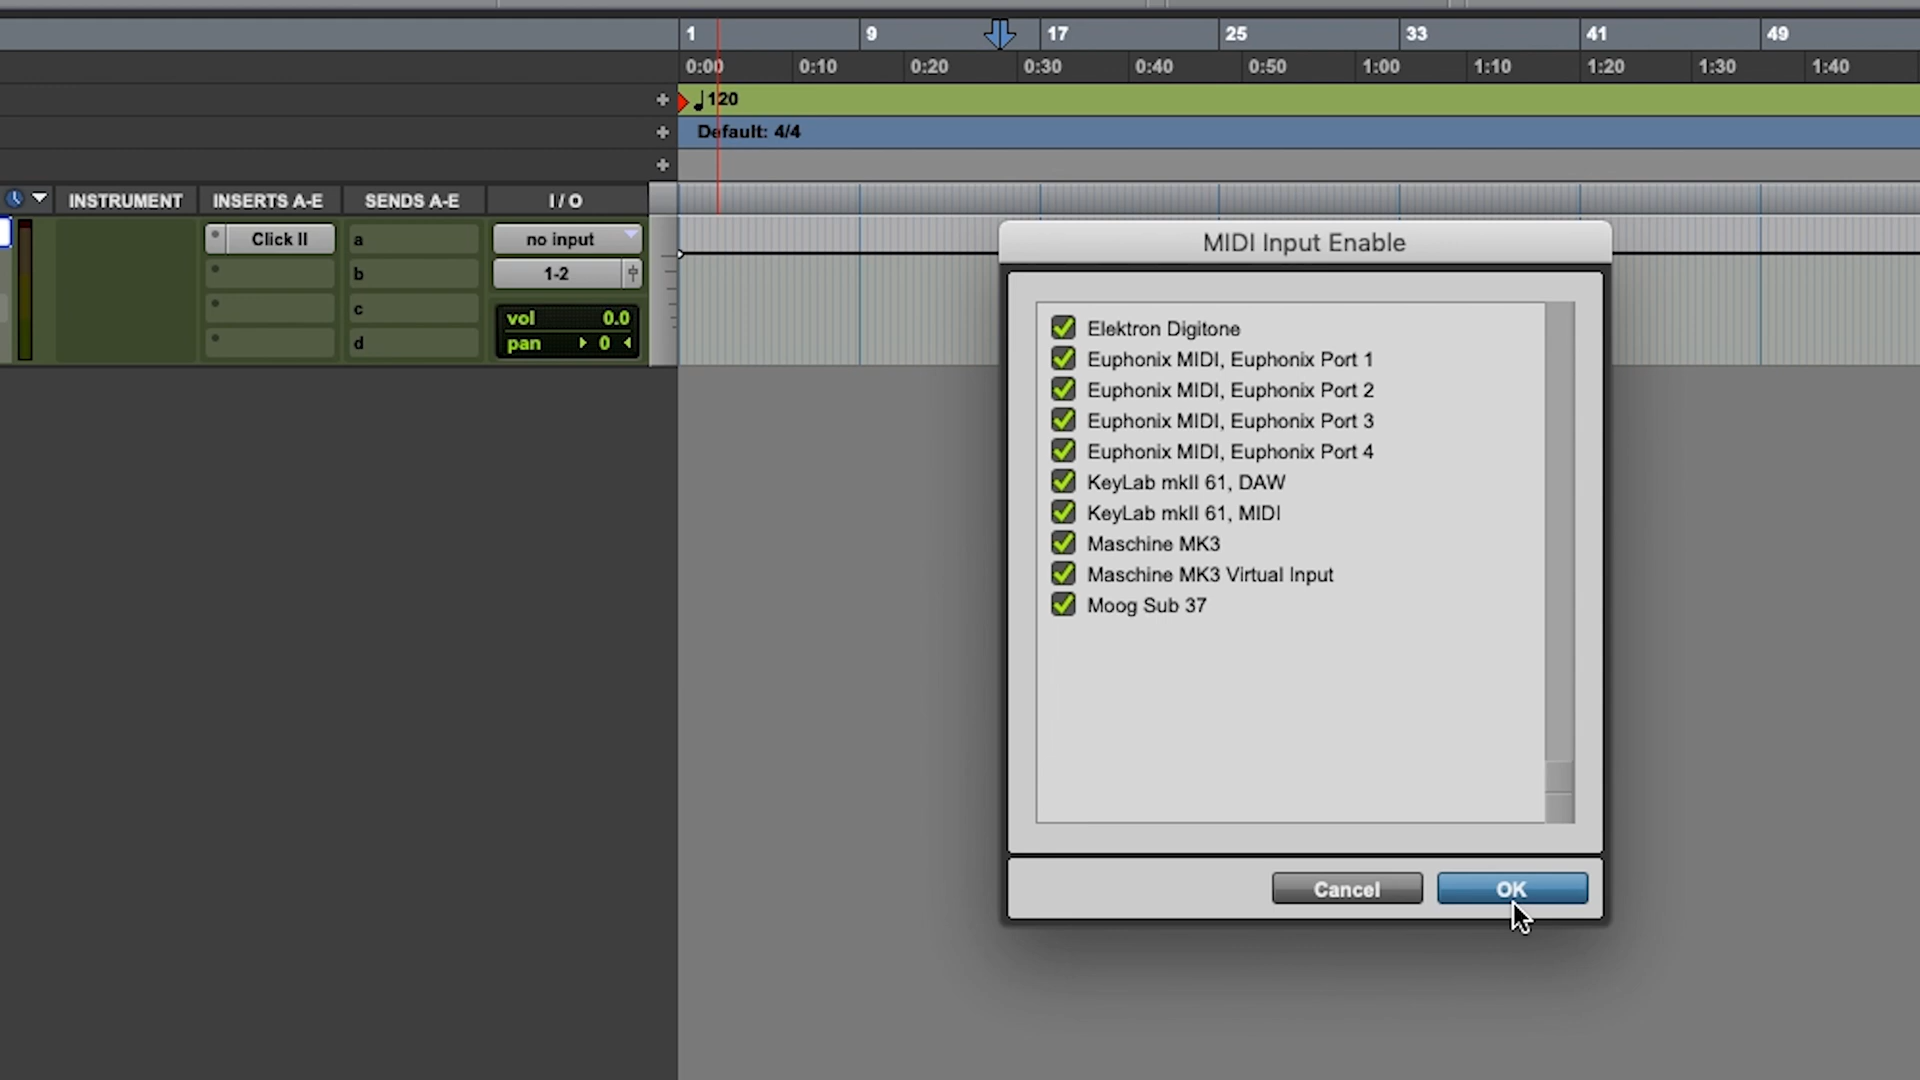 1 9 17 25 33 41 49
0:00 0:10 0:20 0:30 0:40 0:50 1:00 1:10 1:20 1:30 1:40
+ 120
+ Default: 4/4
+
INSTRUMENT INSERTS A-E SENDS A-E I / O
Click II a no input
b 1-2
c vol 0.0
d pan 0
MIDI Input Enable
Elektron Digitone
Euphonix MIDI, Euphonix Port 1
Euphonix MIDI, Euphonix Port 2
Euphonix MIDI, Euphonix Port 3
Euphonix MIDI, Euphonix Port 4
KeyLab mkII 61, DAW
KeyLab mkII 61, MIDI
Maschine MK3
Maschine MK3 Virtual Input
Moog Sub 37
Cancel OK